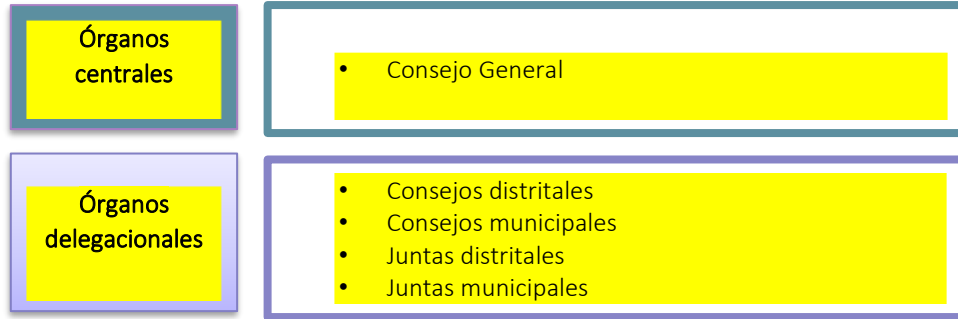 Órganos
centrales
• Consejo General
Órganos
delegacionales
• Consejos distritales
• Consejos municipales
• Juntas distritales
• Juntas municipales